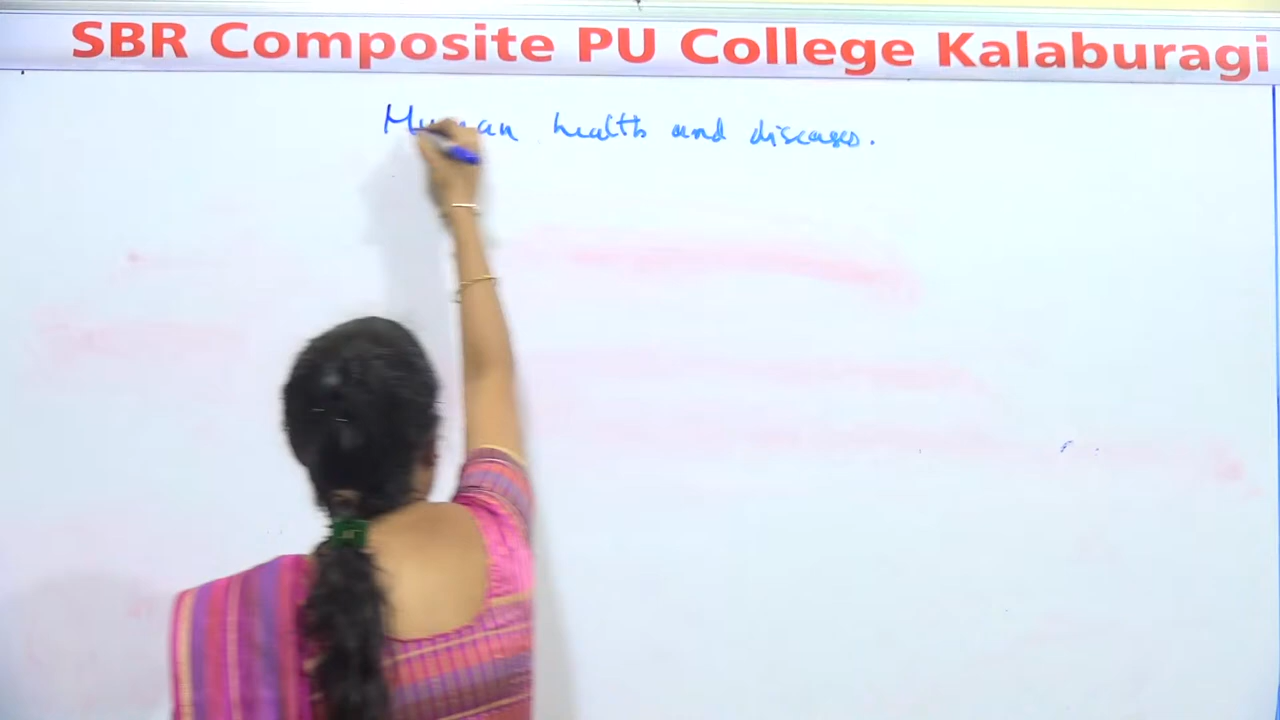 SBR Composite PU College Kalaburagi
Human health and diseases.